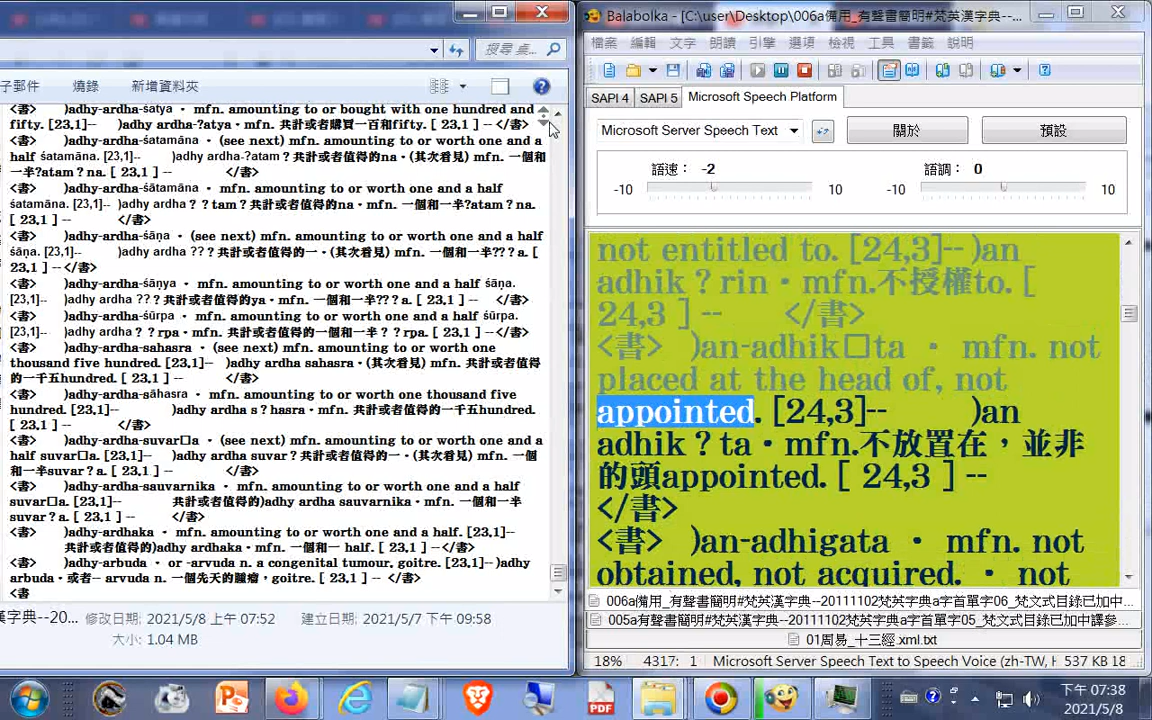 Balabolka - [C:\user\Desktop\006a備用_有聲書簡明#梵英漢字典--...
搜尋 桌...
檔案 編輯 文字 朗讀 引擎 選項 檢視 工具 書籤 說明
子郵件 燒錄 新增資料夾
SAPI 4 SAPI 5 Microsoft Speech Platform
Microsoft Server Speech Text 關於 預設
語速: -2 語調: 0
-10 10 -10 10
<書> )adhy-ardha-śatya・mfn. amounting to or bought with one hundred and
fifty. [23,1]-- )adhy ardha-?atya・mfn. 共計或者購買一百和fifty. [ 23,1 ] --</書>
<書> )adhy-ardha-śatamāna・(see next) mfn. amounting to or worth one and a
half śatamāna. [23,1]-- )adhy ardha-?atam？共計或者值得的na・(其次看見) mfn. 一個和
一半?atam？na. [ 23,1 ] -- </書>
<書> )adhy-ardha-śātamāna・mfn. amounting to or worth one and a half
śatamāna. [23,1]-- )adhy ardha？？tam？共計或者值得的na・mfn. 一個和一半?atam？na. [
23,1 ] -- </書>
<書> )adhy-ardha-śāṇa・(see next) mfn. amounting to or worth one and a half
śāṇa. [23,1]-- )adhy ardha ??？共計或者值得的一・(其次看見) mfn. 一個和一半???a. [
23,1 ] --</書>
<書> )adhy-ardha-śāṇya・mfn. amounting to or worth one and a half śāṇa.
[23,1]-- )adhy ardha ??？共計或者值得的ya・mfn. 一個和一半???a. [ 23,1 ] -- </書>
<書> )adhy-ardha-śūrpa・mfn. amounting to or worth one and a half śūrpa.
[23,1]-- )adhy ardha？？rpa・mfn. 共計或者值得的一個和一半？？rpa. [ 23,1 ] -- </書>
<書> )adhy-ardha-sahasra・(see next) mfn. amounting to or worth one
thousand five hundred. [23,1]-- )adhy ardha sahasra・(其次看見) mfn. 共計或者值得
的一千五hundred. [ 23,1 ] -- </書>
<書> )adhy-ardha-sāhasra・mfn. amounting to or worth one thousand five
hundred. [23,1]-- )adhy ardha s？hasra・mfn. 共計或者值得的一千五hundred.
[ 23,1 ] -- </書>
<書> )adhy-ardha-suvar□a・(see next) mfn. amounting to or worth one and a
half suvar□a. [23,1]-- )adhy ardha suvar？共計或者值得的一・(其次看見) mfn. 一個
和一半suvar？a. [ 23,1 ] -- </書>
<書> )adhy-ardha-sauvarnika・mfn. amounting to or worth one and a half
suvar□a. [23,1]-- 共計或者值得的)adhy ardha sauvarnika・mfn. 一個和一半
suvar？a. [ 23,1 ] -- </書>
<書> )adhy-ardhaka・mfn. amounting to or worth one and a half. [23,1]--
共計或者值得的)adhy ardhaka・mfn. 一個和一 half. [ 23,1 ] --</書>
<書> )adhy-arbuda・or -arvuda n. a congenital tumour, goitre. [23,1]--)adhy
arbuda・或者-- arvuda n. 一個先天的腫瘤，goitre. [ 23,1 ] -- </書>
<書
not entitled to. [24,3]-- )an
adhik？rin・mfn.不授權to. [
24,3 ] -- </書>
<書> )an-adhik□ta・mfn. not
placed at the head of, not
appointed. [24,3]-- )an
adhik？ta・mfn.不放置在，並非
的頭appointed. [ 24,3 ] --
</書>
<書> )an-adhigata・mfn. not
obtained, not acquired.・not
006a備用_有聲書簡明#梵英漢字典--20111102梵英字典a字首單字06_梵文式目錄已加中...
005a有聲書簡明#梵英漢字典--20111102梵英字典a字首單字05_梵文式目錄已加中譯參...
01周易_十三經.xml.txt
漢字典--20... 修改日期: 2021/5/8 上午 07:52 建立日期: 2021/5/7 下午 09:58
大小: 1.04 MB
18% 4317: 1 Microsoft Server Speech Text to Speech Voice (zh-TW, H 537 KB 18
PDF
下午 07:38
2021/5/8